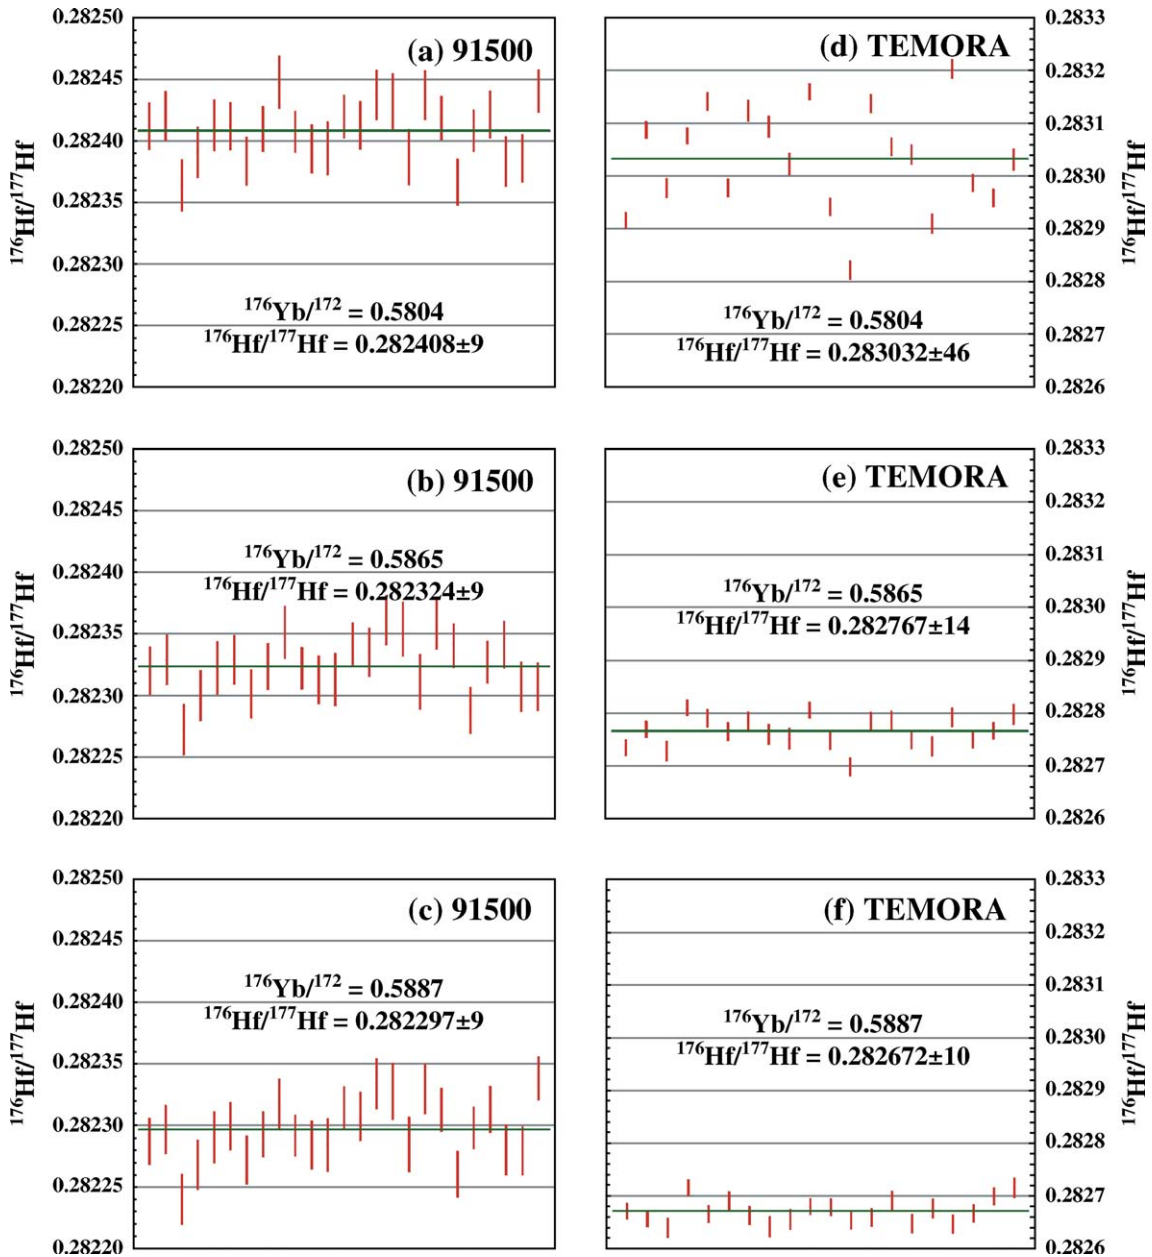 (a) 91500
0.28250
0.28245
0.28240
0.28235
0.28230
0.28225
0.28220
¹⁷⁶Hf/¹⁷⁷Hf
¹⁷⁶Yb/¹⁷² = 0.5804
¹⁷⁶Hf/¹⁷⁷Hf = 0.282408±9
(d) TEMORA
0.2833
0.2832
0.2831
0.2830
0.2829
0.2828
0.2827
0.2826
¹⁷⁶Hf/¹⁷⁷Hf
¹⁷⁶Yb/¹⁷² = 0.5804
¹⁷⁶Hf/¹⁷⁷Hf = 0.283032±46
(b) 91500
0.28250
0.28245
0.28240
0.28235
0.28230
0.28225
0.28220
¹⁷⁶Hf/¹⁷⁷Hf
¹⁷⁶Yb/¹⁷² = 0.5865
¹⁷⁶Hf/¹⁷⁷Hf = 0.282324±9
(e) TEMORA
0.2833
0.2832
0.2831
0.2830
0.2829
0.2828
0.2827
0.2826
¹⁷⁶Hf/¹⁷⁷Hf
¹⁷⁶Yb/¹⁷² = 0.5865
¹⁷⁶Hf/¹⁷⁷Hf = 0.282767±14
(c) 91500
0.28250
0.28245
0.28240
0.28235
0.28230
0.28225
0.28220
¹⁷⁶Hf/¹⁷⁷Hf
¹⁷⁶Yb/¹⁷² = 0.5887
¹⁷⁶Hf/¹⁷⁷Hf = 0.282297±9
(f) TEMORA
0.2833
0.2832
0.2831
0.2830
0.2829
0.2828
0.2827
0.2826
¹⁷⁶Hf/¹⁷⁷Hf
¹⁷⁶Yb/¹⁷² = 0.5887
¹⁷⁶Hf/¹⁷⁷Hf = 0.282672±10